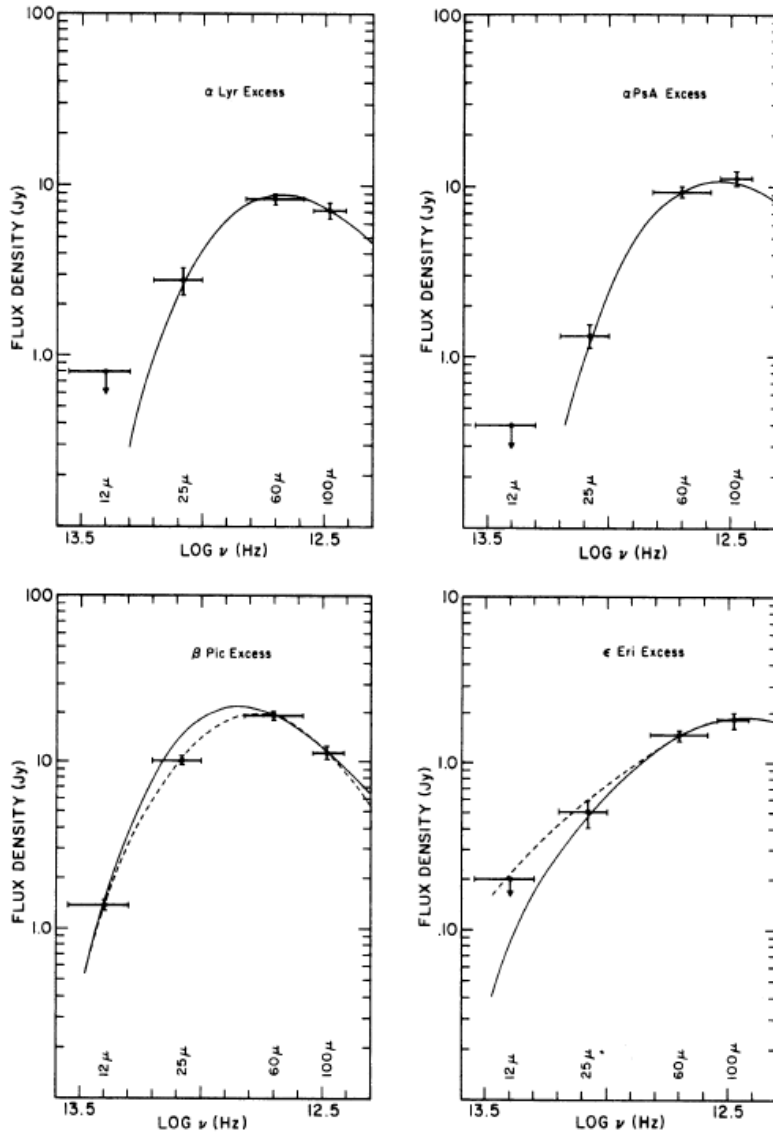 100
α Lyr Excess
10
FLUX DENSITY (Jy)
1.0
12μ
25μ
60μ
100μ
13.5
12.5
LOG ν (Hz)
100
αPsA Excess
10
FLUX DENSITY (Jy)
1.0
12μ
25μ
60μ
100μ
13.5
12.5
LOG ν (Hz)
100
β Pic Excess
10
FLUX DENSITY (Jy)
1.0
12μ
25μ
60μ
100μ
13.5
12.5
LOG ν (Hz)
10
ε Eri Excess
1.0
FLUX DENSITY (Jy)
.10
12μ
25μ
60μ
100μ
13.5
12.5
LOG ν (Hz)